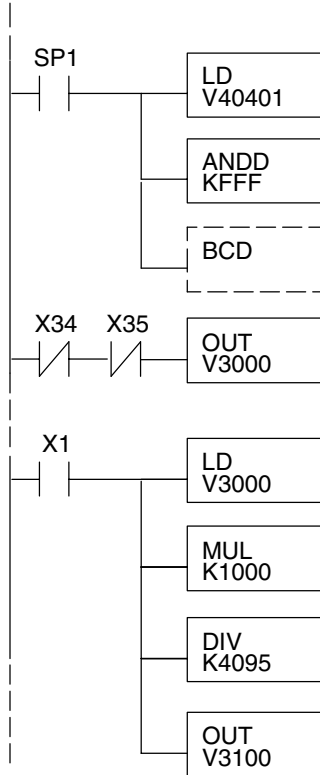 SP1
LD
V40401
ANDD
KFFF
BCD
X34 X35
OUT
V3000
X1
LD
V3000
MUL
K1000
DIV
K4095
OUT
V3100